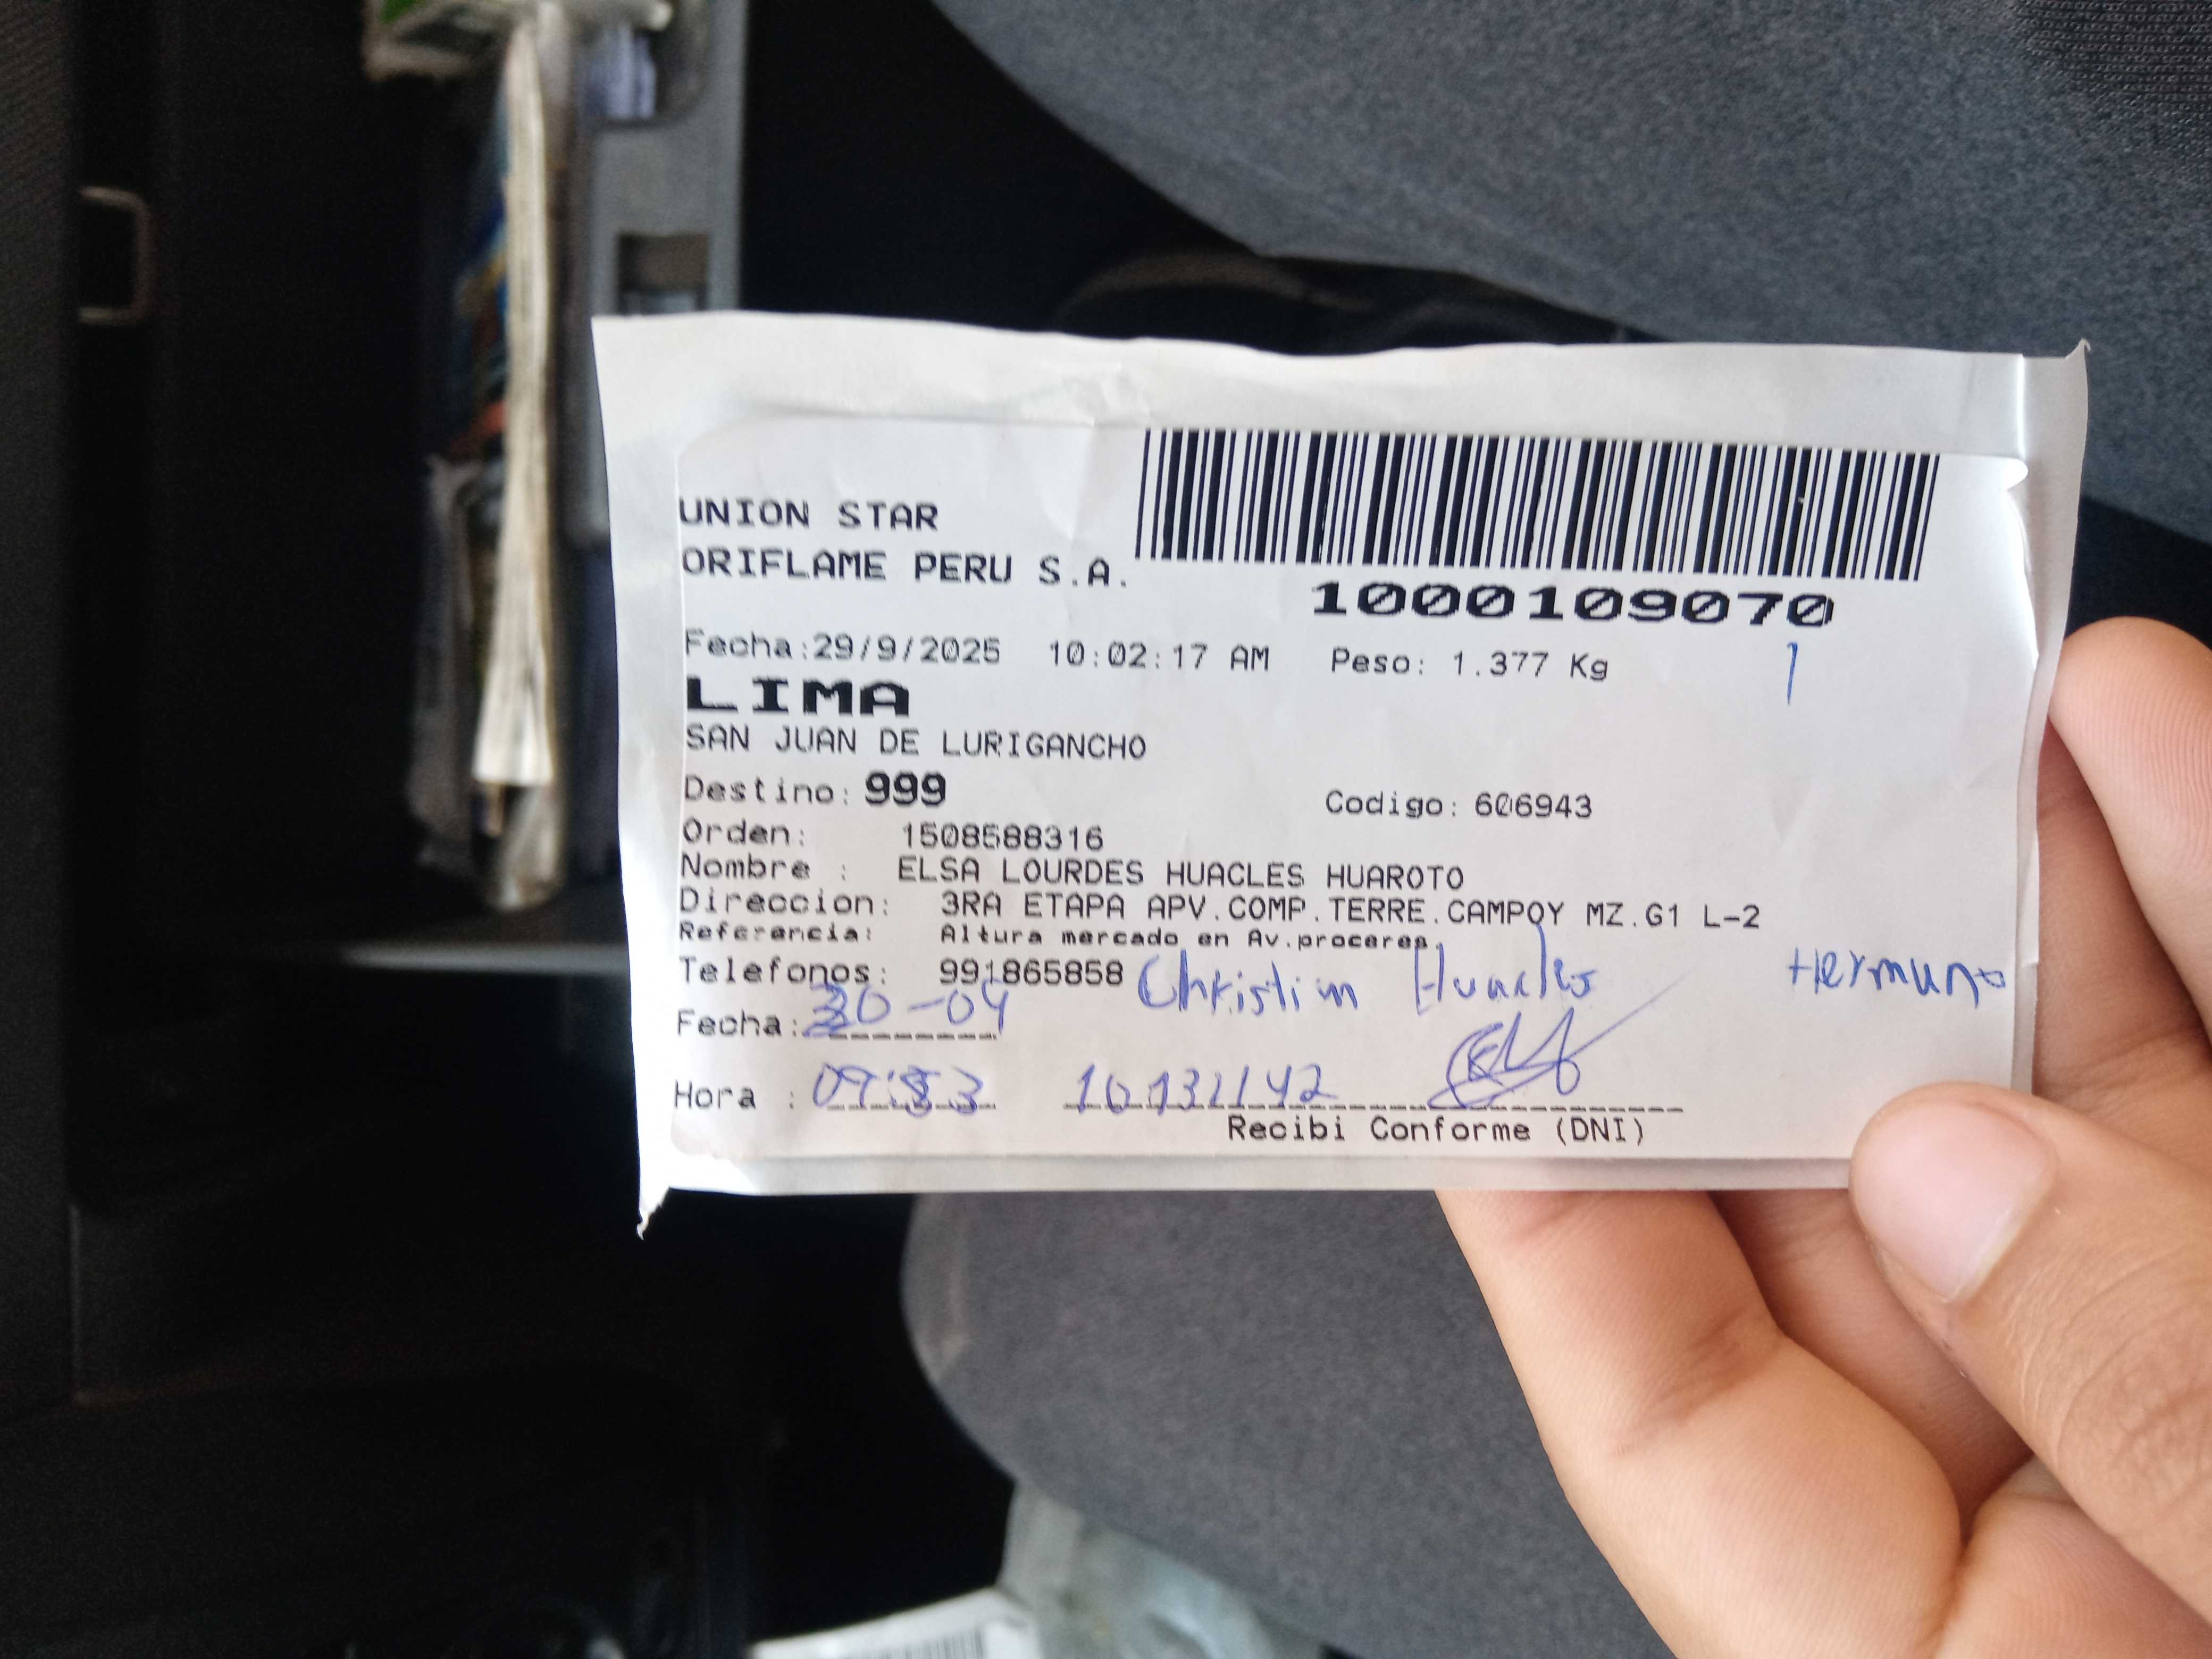 UNION STAR
ORIFLAME PERU S.A.
1000109070
Fecha:29/9/2025 10:02:17 AM Peso: 1.377 Kg
1
LIMA
SAN JUAN DE LURIGANCHO
Destino: 999 Codigo: 606943
Orden: 1508588316
Nombre : ELSA LOURDES HUACLES HUAROTO
Direccion: 3RA ETAPA APV.COMP.TERRE.CAMPOY MZ.G1 L-2
Referencia: Altura mercado en Av.proceres.
Telefonos: 991865858 Christian Huacles Hermano
Fecha: 30-09
Hora : 09:53
Recibi Conforme (DNI)